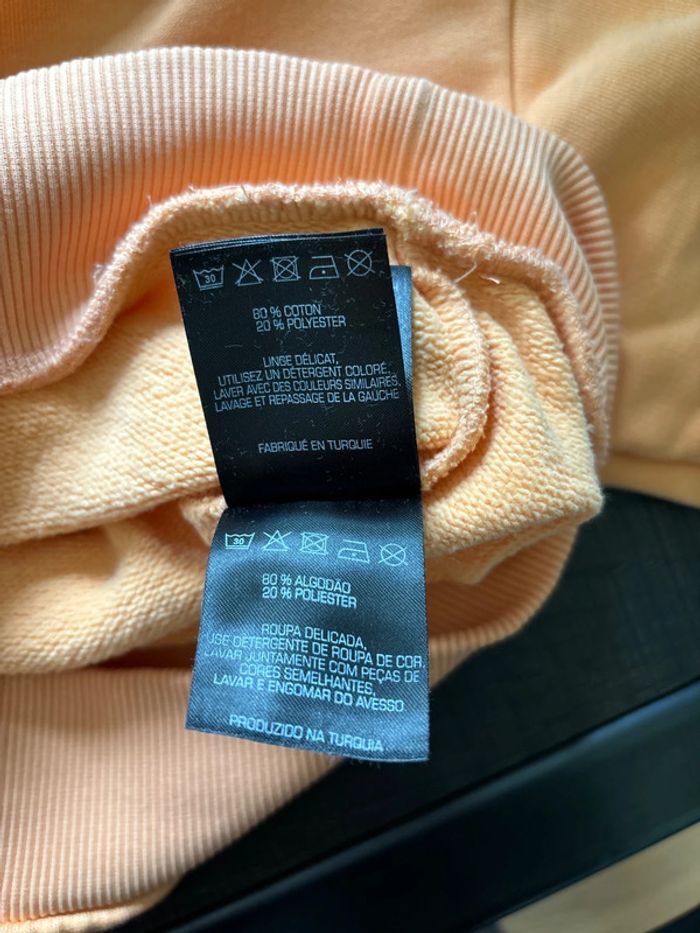 30
80 % COTON
20 % POLYESTER
LINGE DÉLICAT,
UTILISEZ UN DÉTERGENT COLORÉ,
LAVER AVEC DES COULEURS SIMILAIRES,
LAVAGE ET REPASSAGE DE LA GAUCHE
FABRIQUÉ EN TURQUIE
30
80 % ALGODÃO
20 % POLIESTER
ROUPA DELICADA,
USE DETERGENTE DE ROUPA DE COR,
LAVAR JUNTAMENTE COM PEÇAS DE
CORES SEMELHANTES,
LAVAR E ENGOMAR DO AVESSO
PRODUZIDO NA TURQUIA